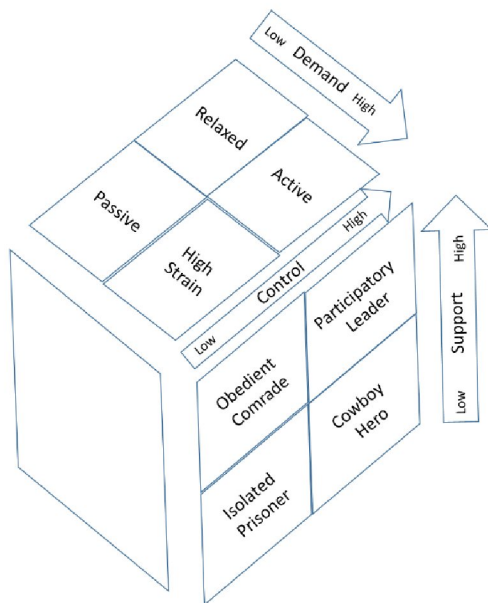 Low Demand High
Relaxed
Passive
Active
High
Strain
Low Control High
Obedient
Comrade
Participatory
Leader
Isolated
Prisoner
Cowboy
Hero
Low Support High